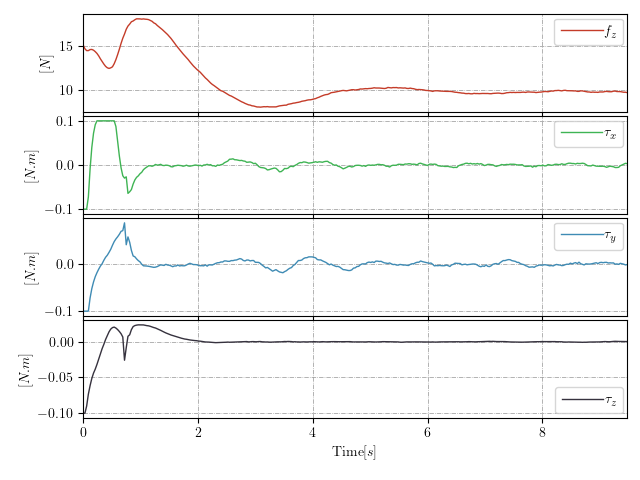 15
10
[N]
f_z
0.1
0.0
−0.1
[N.m]
τ_x
0.0
−0.1
[N.m]
τ_y
0.00
−0.05
−0.10
[N.m]
τ_z
0 2 4 6 8
Time[s]